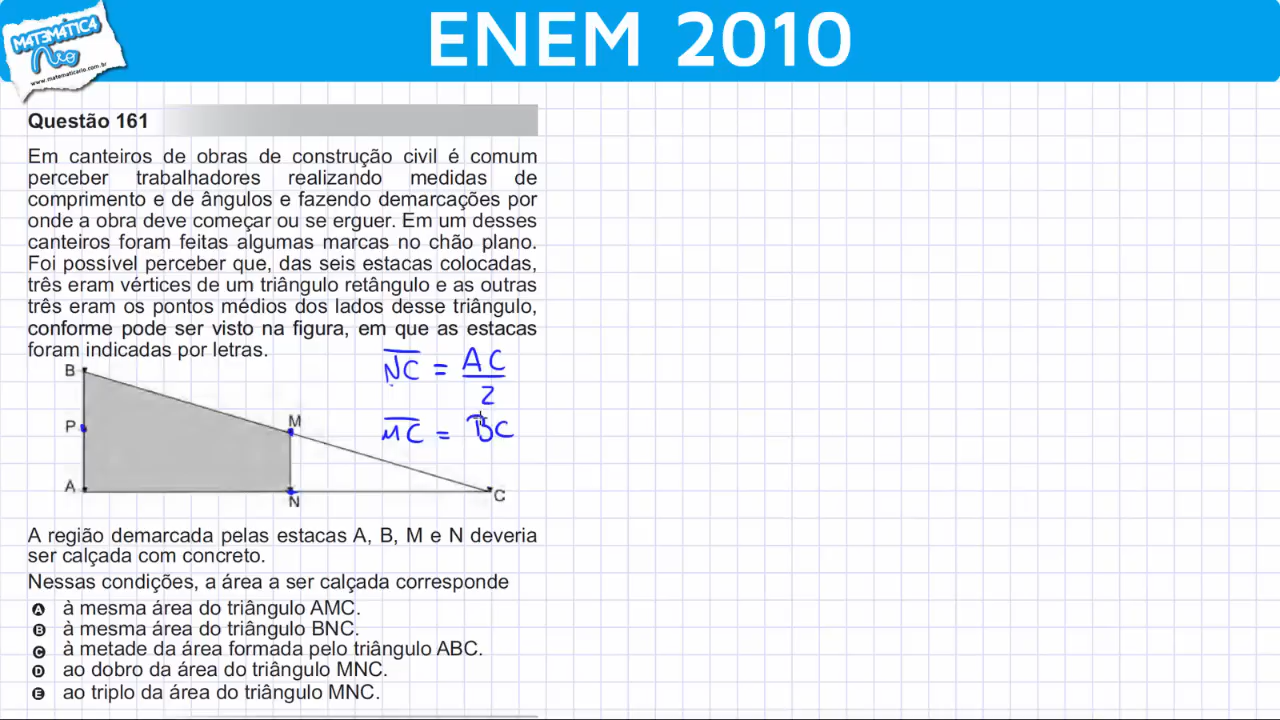 MATEMÁTICA
Rio
www.matematicario.com.br
ENEM 2010
Questão 161
Em canteiros de obras de construção civil é comum
perceber trabalhadores realizando medidas de
comprimento e de ângulos e fazendo demarcações por
onde a obra deve começar ou se erguer. Em um desses
canteiros foram feitas algumas marcas no chão plano.
Foi possível perceber que, das seis estacas colocadas,
três eram vértices de um triângulo retângulo e as outras
três eram os pontos médios dos lados desse triângulo,
conforme pode ser visto na figura, em que as estacas
foram indicadas por letras.
NC = AC
2
MC = BC
B
M
P
A
N
C
A região demarcada pelas estacas A, B, M e N deveria
ser calçada com concreto.
Nessas condições, a área a ser calçada corresponde
A à mesma área do triângulo AMC.
B à mesma área do triângulo BNC.
C à metade da área formada pelo triângulo ABC.
D ao dobro da área do triângulo MNC.
E ao triplo da área do triângulo MNC.